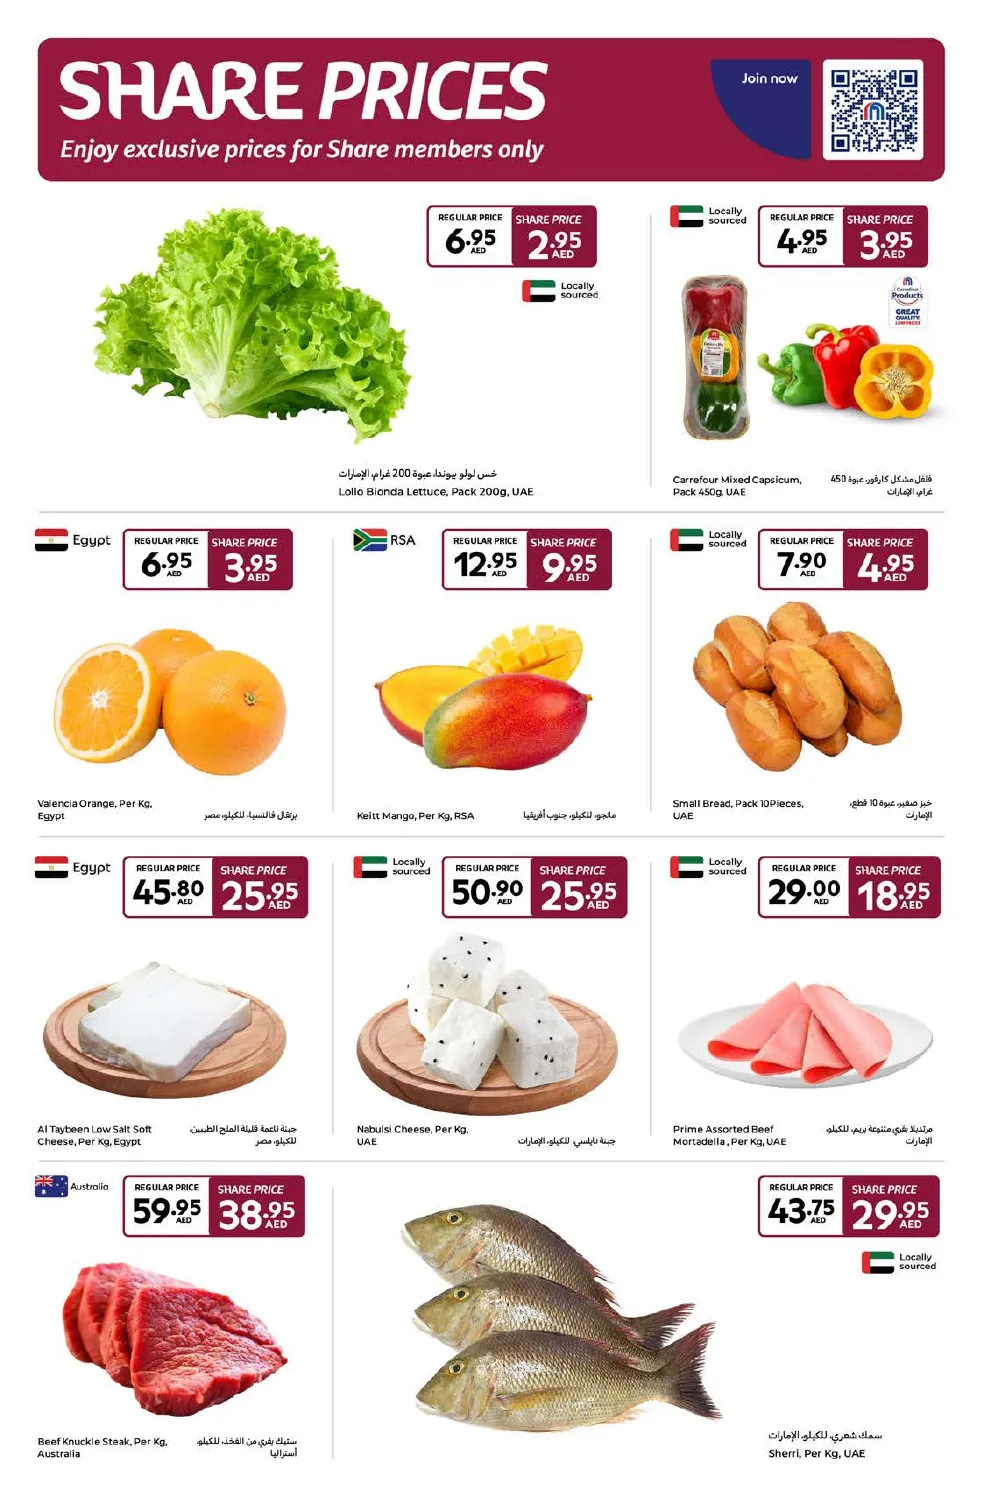 SHARE PRICES
Enjoy exclusive prices for Share members only
Join now
REGULAR PRICE
6.95
AED
SHARE PRICE
2.95
AED
Locally
sourced
خس لولو بيوندا، عبوة 200 غرام، الإمارات
Lollo Bionda Lettuce, Pack 200g, UAE
Locally
sourced
REGULAR PRICE
4.95
AED
SHARE PRICE
3.95
AED
Carrefour
Products
GREAT
QUALITY,
LOW PRICES
Carrefour Mixed Capsicum,
Pack 450g, UAE
فلفل مشكل كارفور، عبوة 450
غرام، الإمارات
Egypt
REGULAR PRICE
6.95
AED
SHARE PRICE
3.95
AED
Valencia Orange, Per Kg,
Egypt
برتقال فالنسيا، للكيلو، مصر
RSA
REGULAR PRICE
12.95
AED
SHARE PRICE
9.95
AED
Keitt Mango, Per Kg, RSA
مانجو، للكيلو، جنوب أفريقيا
Locally
sourced
REGULAR PRICE
7.90
AED
SHARE PRICE
4.95
AED
Small Bread, Pack 10Pieces,
UAE
خبز صغير، عبوة 10 قطع،
الإمارات
Egypt
REGULAR PRICE
45.80
AED
SHARE PRICE
25.95
AED
Al Taybeen Low Salt Soft
Cheese, Per Kg, Egypt
جبنة ناعمة قليلة الملح الطيبين،
للكيلو، مصر
Locally
sourced
REGULAR PRICE
50.90
AED
SHARE PRICE
25.95
AED
Nabulsi Cheese, Per Kg,
UAE
جبنة نابلسي، للكيلو، الإمارات
Locally
sourced
REGULAR PRICE
29.00
AED
SHARE PRICE
18.95
AED
Prime Assorted Beef
Mortadella , Per Kg, UAE
مرتديلا بقري متنوعة بريم، للكيلو،
الإمارات
Australia
REGULAR PRICE
59.95
AED
SHARE PRICE
38.95
AED
Beef Knuckle Steak, Per Kg,
Australia
ستيك بقري من الفخذ، للكيلو،
أستراليا
REGULAR PRICE
43.75
AED
SHARE PRICE
29.95
AED
Locally
sourced
سمك شعري، للكيلو، الإمارات
Sherri, Per Kg, UAE